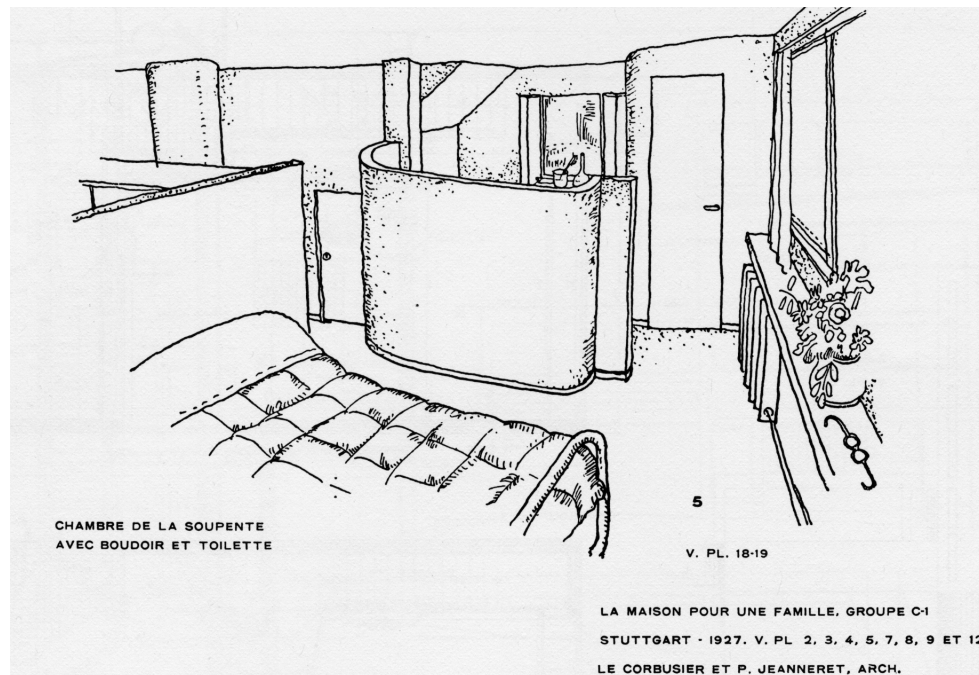 CHAMBRE DE LA SOUPENTE
AVEC BOUDOIR ET TOILETTE
5
V. PL. 18-19
LA MAISON POUR UNE FAMILLE. GROUPE C-1
STUTTGART - 1927. V. PL 2, 3, 4, 5, 7, 8, 9 ET 12
LE CORBUSIER ET P. JEANNERET, ARCH.